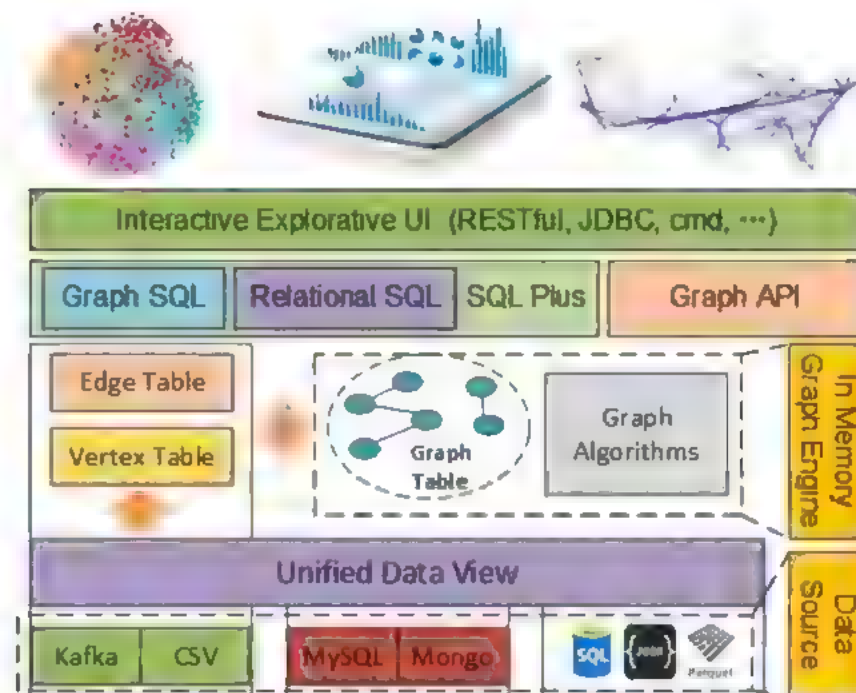 Interactive Explorative UI (RESTful, JDBC, cmd, ···)
Graph SQL
Relational SQL
SQL Plus
Graph API
Edge Table
Vertex Table
Graph
Table
Graph
Algorithms
In Memory
Graph Engine
Unified Data View
Data
Source
Kafka
CSV
MySQL
Mongo
SQL
{JSON}
Parquet